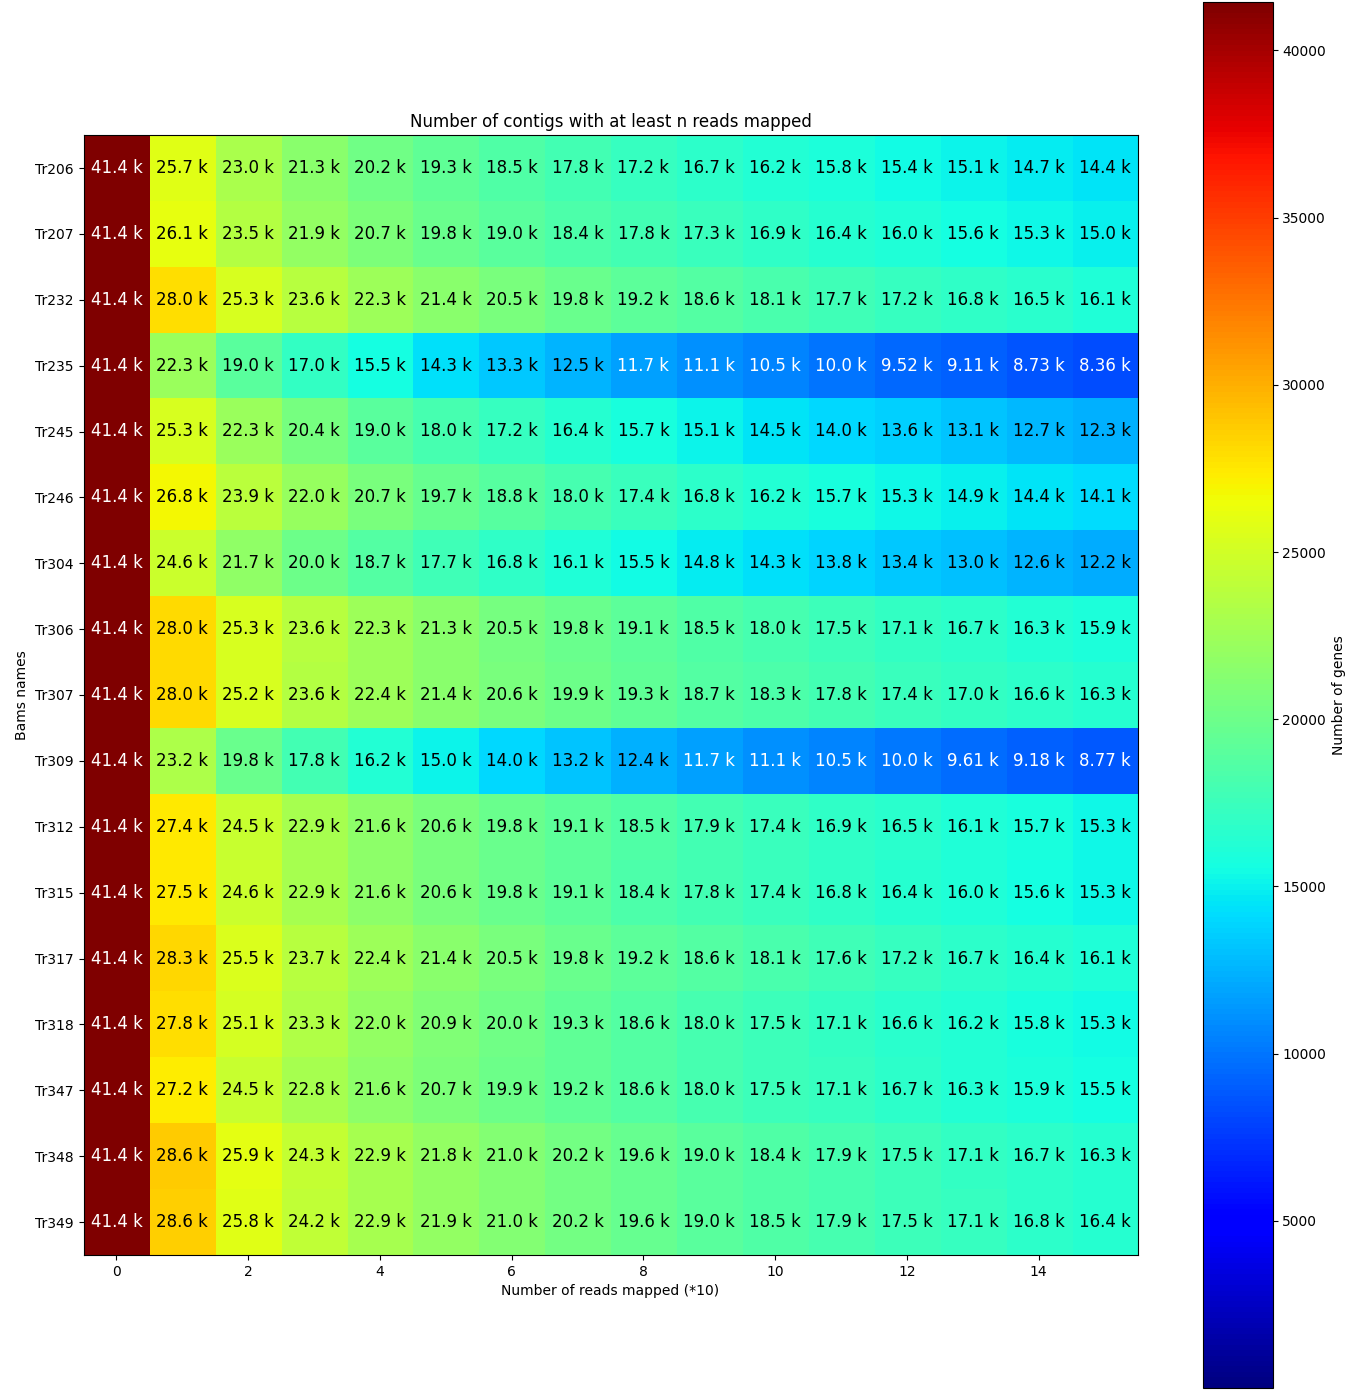 Number of contigs with at least n reads mapped
Tr206 41.4 k 25.7 k 23.0 k 21.3 k 20.2 k 19.3 k 18.5 k 17.8 k 17.2 k 16.7 k 16.2 k 15.8 k 15.4 k 15.1 k 14.7 k 14.4 k
Tr207 41.4 k 26.1 k 23.5 k 21.9 k 20.7 k 19.8 k 19.0 k 18.4 k 17.8 k 17.3 k 16.9 k 16.4 k 16.0 k 15.6 k 15.3 k 15.0 k
Tr232 41.4 k 28.0 k 25.3 k 23.6 k 22.3 k 21.4 k 20.5 k 19.8 k 19.2 k 18.6 k 18.1 k 17.7 k 17.2 k 16.8 k 16.5 k 16.1 k
Tr235 41.4 k 22.3 k 19.0 k 17.0 k 15.5 k 14.3 k 13.3 k 12.5 k 11.7 k 11.1 k 10.5 k 10.0 k 9.52 k 9.11 k 8.73 k 8.36 k
Tr245 41.4 k 25.3 k 22.3 k 20.4 k 19.0 k 18.0 k 17.2 k 16.4 k 15.7 k 15.1 k 14.5 k 14.0 k 13.6 k 13.1 k 12.7 k 12.3 k
Tr246 41.4 k 26.8 k 23.9 k 22.0 k 20.7 k 19.7 k 18.8 k 18.0 k 17.4 k 16.8 k 16.2 k 15.7 k 15.3 k 14.9 k 14.4 k 14.1 k
Tr304 41.4 k 24.6 k 21.7 k 20.0 k 18.7 k 17.7 k 16.8 k 16.1 k 15.5 k 14.8 k 14.3 k 13.8 k 13.4 k 13.0 k 12.6 k 12.2 k
Tr306 41.4 k 28.0 k 25.3 k 23.6 k 22.3 k 21.3 k 20.5 k 19.8 k 19.1 k 18.5 k 18.0 k 17.5 k 17.1 k 16.7 k 16.3 k 15.9 k
Tr307 41.4 k 28.0 k 25.2 k 23.6 k 22.4 k 21.4 k 20.6 k 19.9 k 19.3 k 18.7 k 18.3 k 17.8 k 17.4 k 17.0 k 16.6 k 16.3 k
Tr309 41.4 k 23.2 k 19.8 k 17.8 k 16.2 k 15.0 k 14.0 k 13.2 k 12.4 k 11.7 k 11.1 k 10.5 k 10.0 k 9.61 k 9.18 k 8.77 k
Tr312 41.4 k 27.4 k 24.5 k 22.9 k 21.6 k 20.6 k 19.8 k 19.1 k 18.5 k 17.9 k 17.4 k 16.9 k 16.5 k 16.1 k 15.7 k 15.3 k
Tr315 41.4 k 27.5 k 24.6 k 22.9 k 21.6 k 20.6 k 19.8 k 19.1 k 18.4 k 17.8 k 17.4 k 16.8 k 16.4 k 16.0 k 15.6 k 15.3 k
Tr317 41.4 k 28.3 k 25.5 k 23.7 k 22.4 k 21.4 k 20.5 k 19.8 k 19.2 k 18.6 k 18.1 k 17.6 k 17.2 k 16.7 k 16.4 k 16.1 k
Tr318 41.4 k 27.8 k 25.1 k 23.3 k 22.0 k 20.9 k 20.0 k 19.3 k 18.6 k 18.0 k 17.5 k 17.1 k 16.6 k 16.2 k 15.8 k 15.3 k
Tr347 41.4 k 27.2 k 24.5 k 22.8 k 21.6 k 20.7 k 19.9 k 19.2 k 18.6 k 18.0 k 17.5 k 17.1 k 16.7 k 16.3 k 15.9 k 15.5 k
Tr348 41.4 k 28.6 k 25.9 k 24.3 k 22.9 k 21.8 k 21.0 k 20.2 k 19.6 k 19.0 k 18.4 k 17.9 k 17.5 k 17.1 k 16.7 k 16.3 k
Tr349 41.4 k 28.6 k 25.8 k 24.2 k 22.9 k 21.9 k 21.0 k 20.2 k 19.6 k 19.0 k 18.5 k 17.9 k 17.5 k 17.1 k 16.8 k 16.4 k
0 2 4 6 8 10 12 14
Number of reads mapped (*10)
Bams names
40000
35000
30000
25000
20000
15000
10000
5000
Number of genes